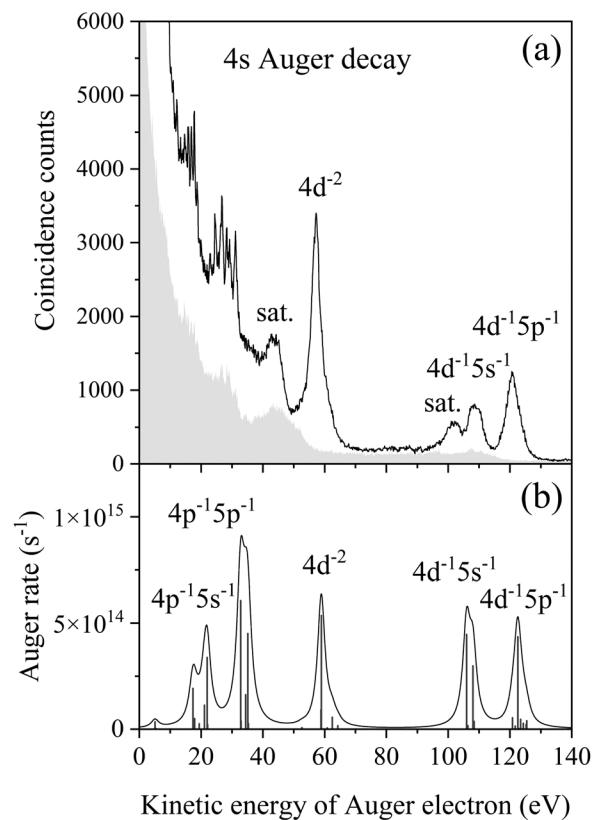 6000
(a)
4s Auger decay
5000
4000
4d⁻²
3000
sat.
2000
4d⁻¹5p⁻¹
4d⁻¹5s⁻¹
1000
sat.
0
Coincidence counts
(b)
1×10¹⁵
4p⁻¹5p⁻¹
4d⁻²
4d⁻¹5s⁻¹
4p⁻¹5s⁻¹
4d⁻¹5p⁻¹
5×10¹⁴
0
Auger rate (s⁻¹)
0 20 40 60 80 100 120 140
Kinetic energy of Auger electron (eV)